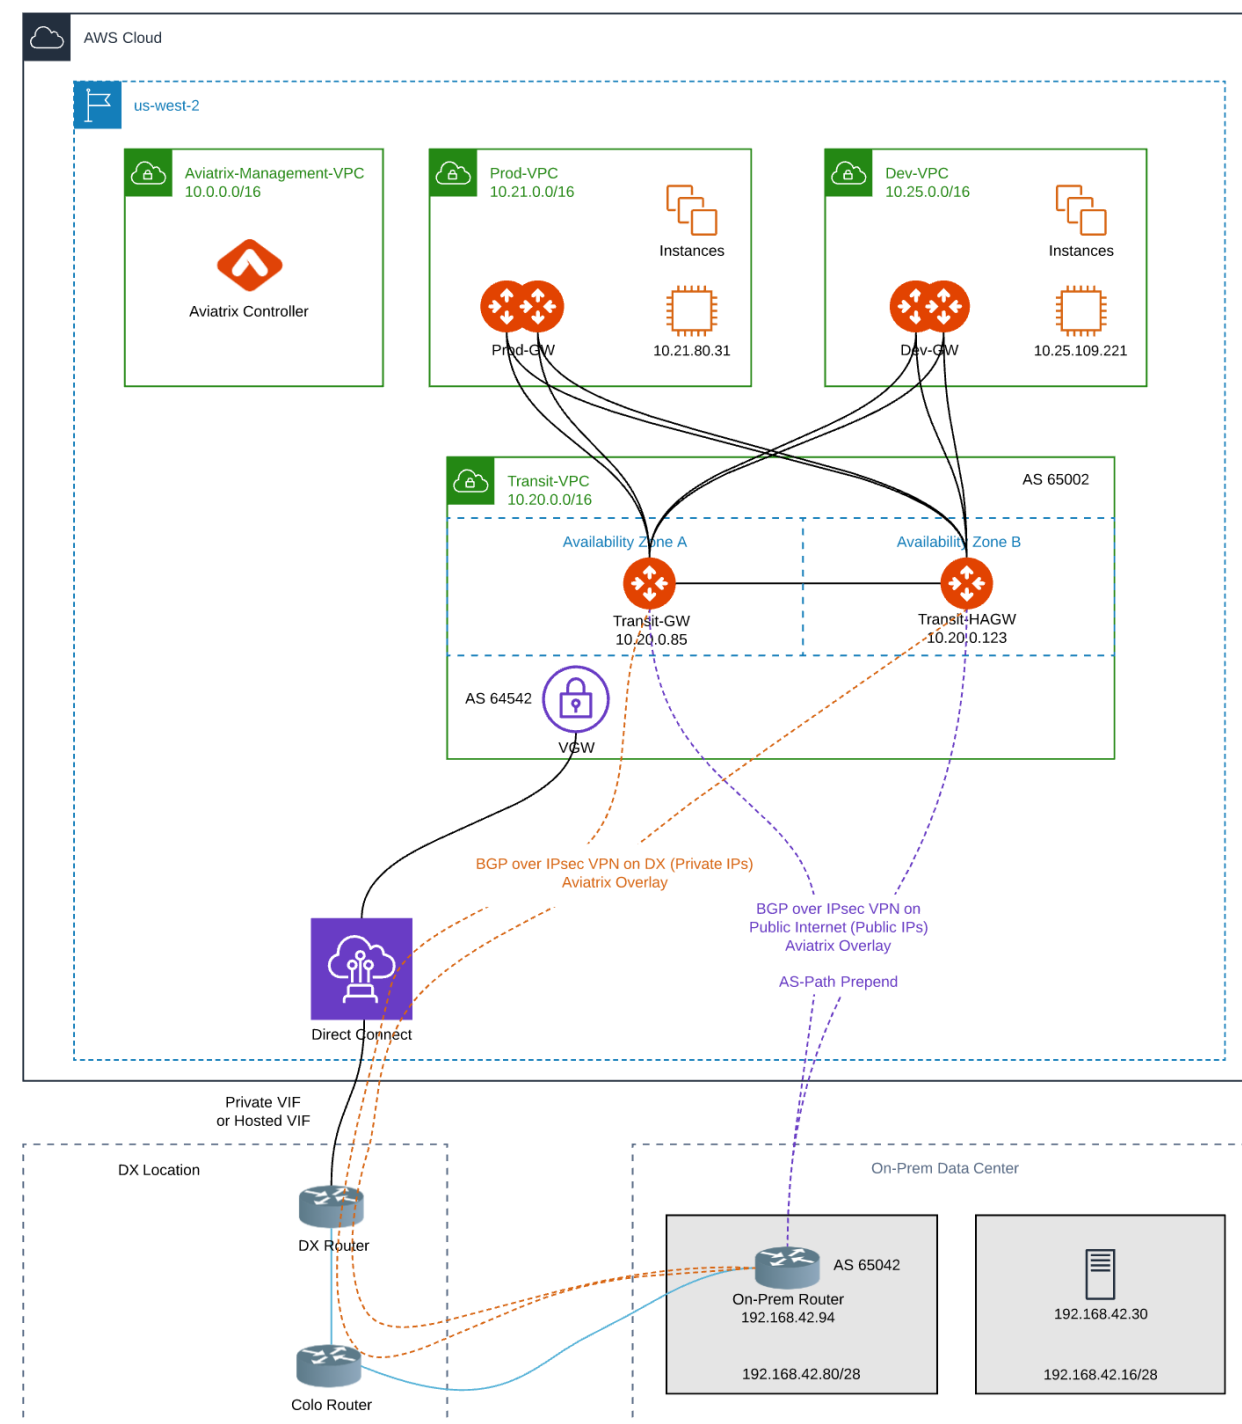 AWS Cloud
us-west-2
Aviatrix-Management-VPC
10.0.0.0/16
Aviatrix Controller
Prod-VPC
10.21.0.0/16
Instances
Prod-GW
10.21.80.31
Dev-VPC
10.25.0.0/16
Instances
Dev-GW
10.25.109.221
Transit-VPC
10.20.0.0/16
AS 65002
Availability Zone A
Availability Zone B
Transit-GW
10.20.0.85
Transit-HAGW
10.20.0.123
AS 64542
VGW
BGP over IPsec VPN on DX (Private IPs)
Aviatrix Overlay
BGP over IPsec VPN on
Public Internet (Public IPs)
Aviatrix Overlay
AS-Path Prepend
Direct Connect
Private VIF
or Hosted VIF
DX Location
DX Router
Colo Router
On-Prem Data Center
AS 65042
On-Prem Router
192.168.42.94
192.168.42.80/28
192.168.42.30
192.168.42.16/28